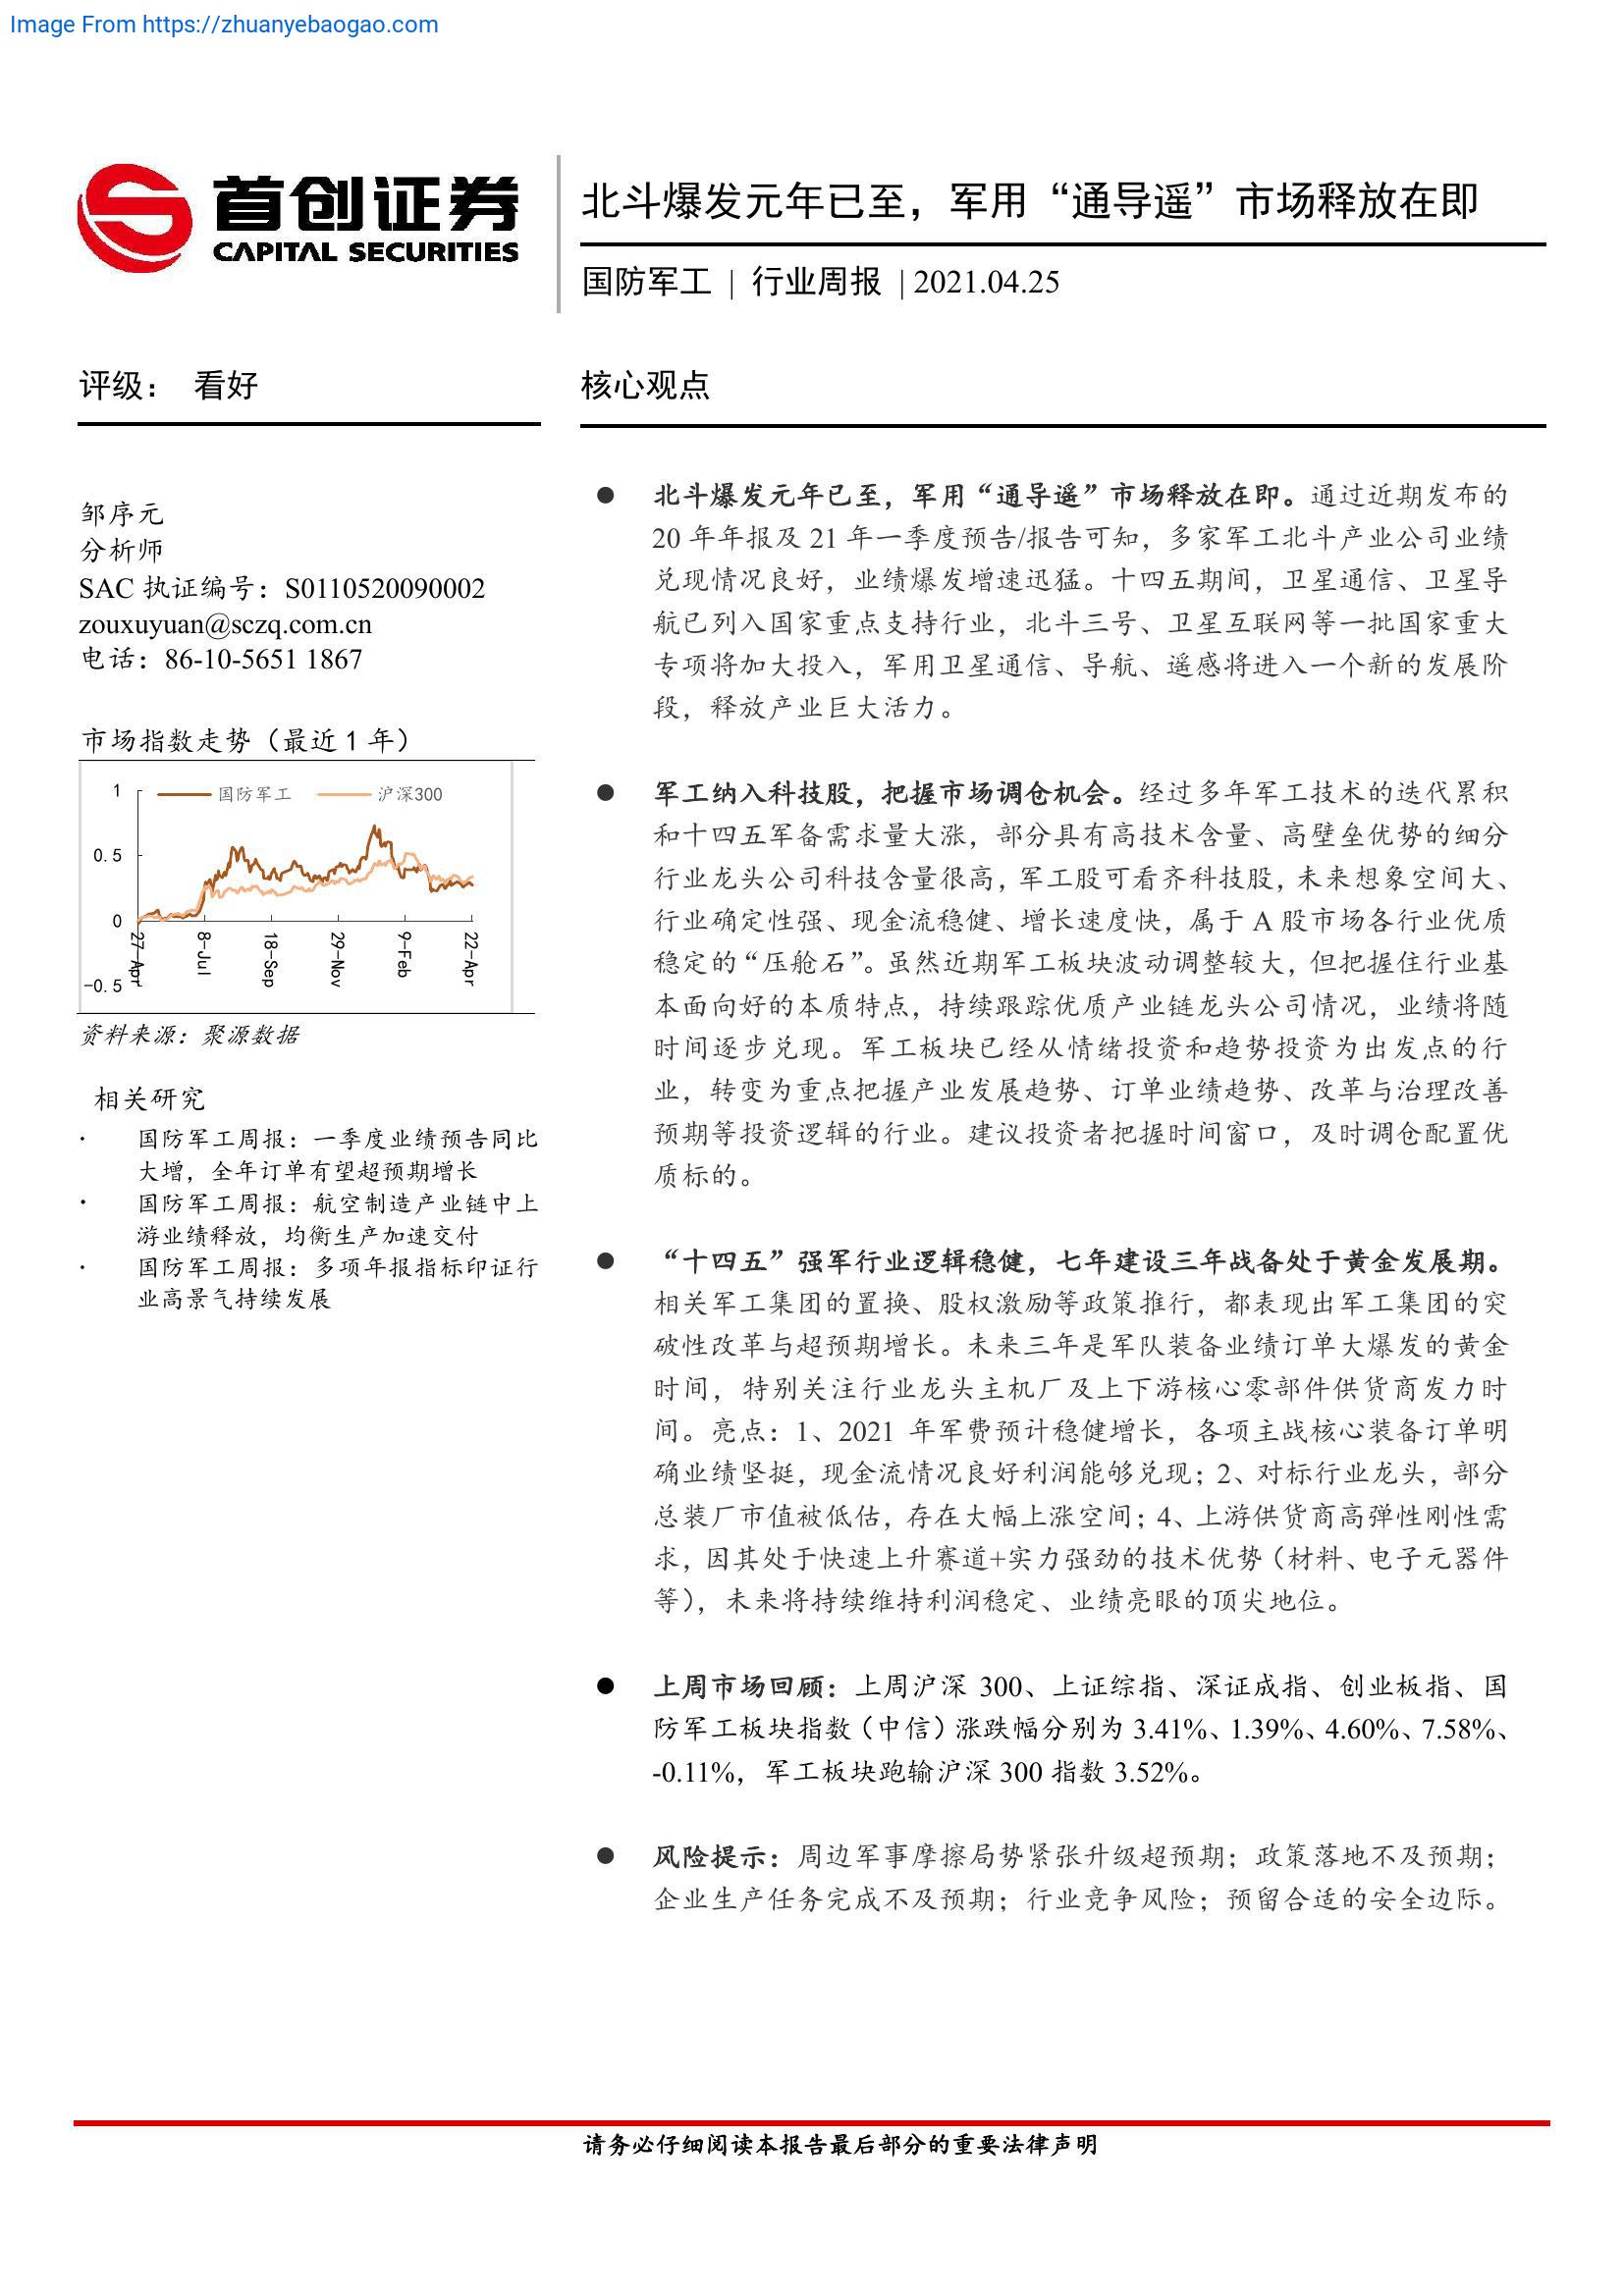 Image From https://zhuanyebaogao.com
首创证券
CAPITAL SECURITIES
北斗爆发元年已至，军用“通导遥”市场释放在即
国防军工 | 行业周报 | 2021.04.25
评级： 看好
邹序元
分析师
SAC 执证编号：S0110520090002
zouxuyuan@sczq.com.cn
电话：86-10-5651 1867
市场指数走势（最近 1 年）
国防军工 沪深300
1
0.5
0
-0.5
27-Apr 8-Jul 18-Sep 29-Nov 9-Feb 22-Apr
资料来源：聚源数据
相关研究
· 国防军工周报：一季度业绩预告同比
大增，全年订单有望超预期增长
· 国防军工周报：航空制造产业链中上
游业绩释放，均衡生产加速交付
· 国防军工周报：多项年报指标印证行
业高景气持续发展
核心观点
● 北斗爆发元年已至，军用“通导遥”市场释放在即。通过近期发布的
20 年年报及 21 年一季度预告/报告可知，多家军工北斗产业公司业绩
兑现情况良好，业绩爆发增速迅猛。十四五期间，卫星通信、卫星导
航已列入国家重点支持行业，北斗三号、卫星互联网等一批国家重大
专项将加大投入，军用卫星通信、导航、遥感将进入一个新的发展阶
段，释放产业巨大活力。
● 军工纳入科技股，把握市场调仓机会。经过多年军工技术的迭代累积
和十四五军备需求量大涨，部分具有高技术含量、高壁垒优势的细分
行业龙头公司科技含量很高，军工股可看齐科技股，未来想象空间大、
行业确定性强、现金流稳健、增长速度快，属于 A 股市场各行业优质
稳定的“压舱石”。虽然近期军工板块波动调整较大，但把握住行业基
本面向好的本质特点，持续跟踪优质产业链龙头公司情况，业绩将随
时间逐步兑现。军工板块已经从情绪投资和趋势投资为出发点的行
业，转变为重点把握产业发展趋势、订单业绩趋势、改革与治理改善
预期等投资逻辑的行业。建议投资者把握时间窗口，及时调仓配置优
质标的。
● “十四五”强军行业逻辑稳健，七年建设三年战备处于黄金发展期。
相关军工集团的置换、股权激励等政策推行，都表现出军工集团的突
破性改革与超预期增长。未来三年是军队装备业绩订单大爆发的黄金
时间，特别关注行业龙头主机厂及上下游核心零部件供货商发力时
间。亮点：1、2021 年军费预计稳健增长，各项主战核心装备订单明
确业绩坚挺，现金流情况良好利润能够兑现；2、对标行业龙头，部分
总装厂市值被低估，存在大幅上涨空间；4、上游供货商高弹性刚性需
求，因其处于快速上升赛道+实力强劲的技术优势（材料、电子元器件
等），未来将持续维持利润稳定、业绩亮眼的顶尖地位。
● 上周市场回顾：上周沪深 300、上证综指、深证成指、创业板指、国
防军工板块指数（中信）涨跌幅分别为 3.41%、1.39%、4.60%、7.58%、
-0.11%，军工板块跑输沪深 300 指数 3.52%。
● 风险提示：周边军事摩擦局势紧张升级超预期；政策落地不及预期；
企业生产任务完成不及预期；行业竞争风险；预留合适的安全边际。
请务必仔细阅读本报告最后部分的重要法律声明